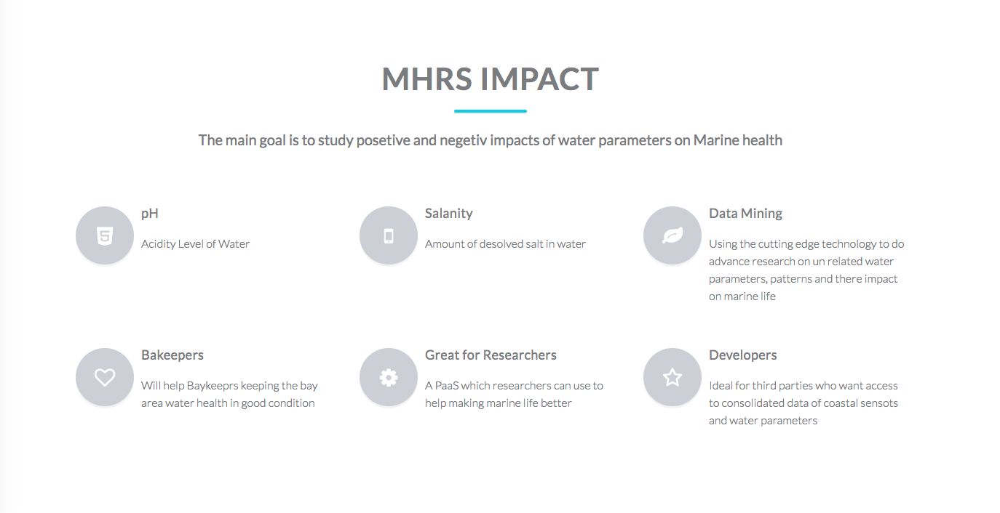 MHRS IMPACT
The main goal is to study posetive and negetiv impacts of water parameters on Marine health
pH
Acidity Level of Water
Salanity
Amount of desolved salt in water
Data Mining
Using the cutting edge technology to do
advance research on un related water
parameters, patterns and there impact
on marine life
Bakeepers
Will help Baykeeprs keeping the bay
area water health in good condition
Great for Researchers
A PaaS which researchers can use to
help making marine life better
Developers
Ideal for third parties who want access
to consolidated data of coastal sensots
and water parameters